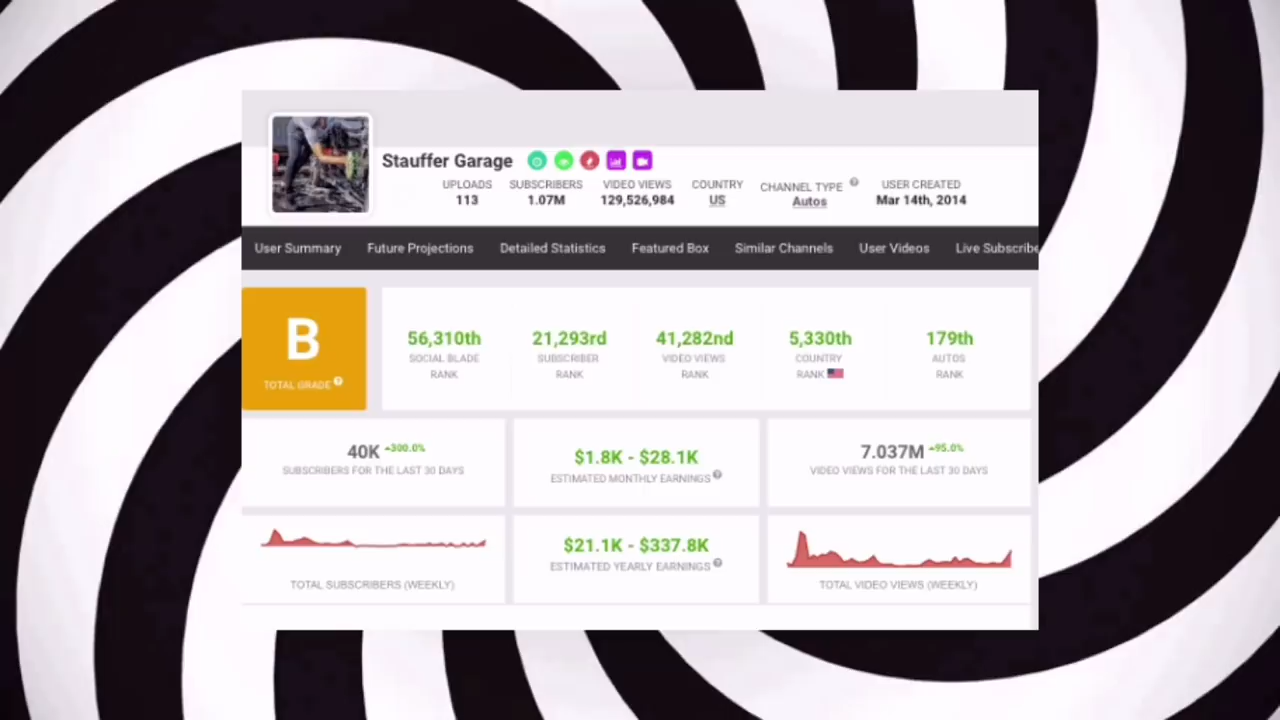 Stauffer Garage
UPLOADS SUBSCRIBERS VIDEO VIEWS COUNTRY CHANNEL TYPE USER CREATED
113 1.07M 129,526,984 US Autos Mar 14th, 2014
User Summary Future Projections Detailed Statistics Featured Box Similar Channels User Videos Live Subscribe
B
TOTAL GRADE
56,310th 21,293rd 41,282nd 5,330th 179th
SOCIAL BLADE SUBSCRIBER VIDEO VIEWS COUNTRY AUTOS
RANK RANK RANK RANK RANK
40K 300.0%
SUBSCRIBERS FOR THE LAST 30 DAYS
$1.8K - $28.1K
ESTIMATED MONTHLY EARNINGS
7.037M 95.0%
VIDEO VIEWS FOR THE LAST 30 DAYS
TOTAL SUBSCRIBERS (WEEKLY)
$21.1K - $337.8K
ESTIMATED YEARLY EARNINGS
TOTAL VIDEO VIEWS (WEEKLY)